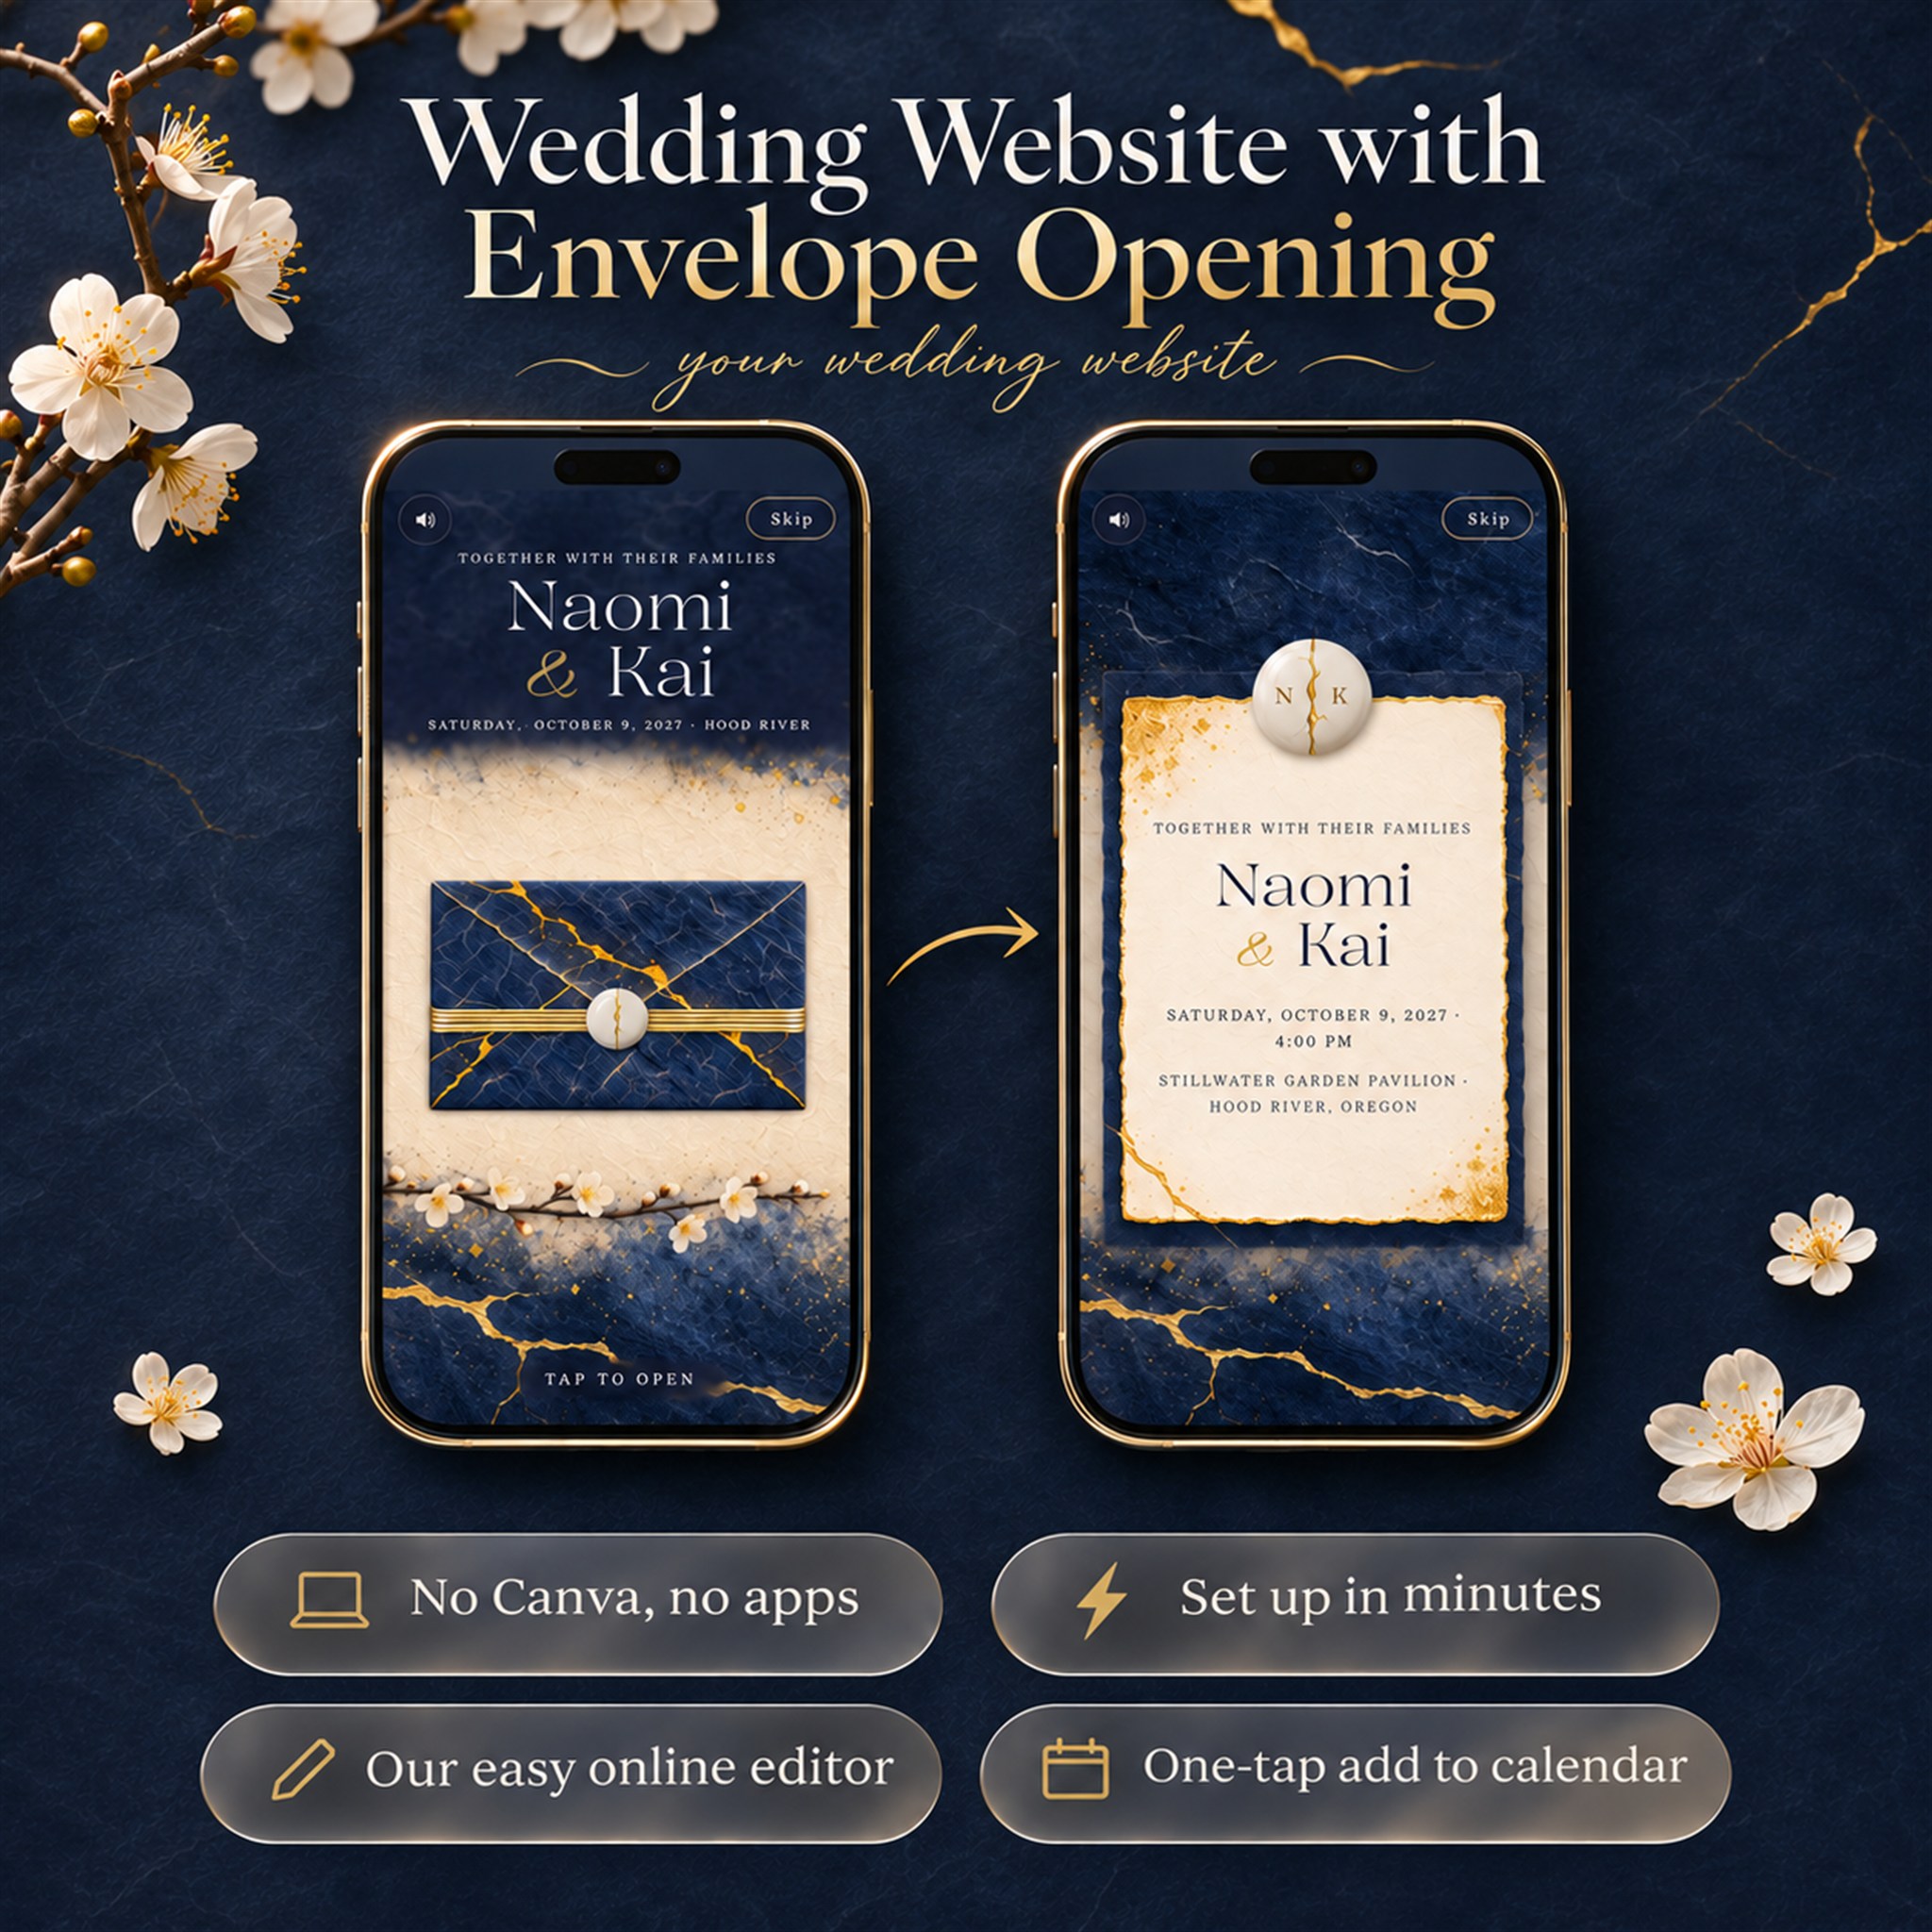 Wedding Website with
Envelope Opening
your wedding website
Skip
TOGETHER WITH THEIR FAMILIES
Naomi
& Kai
SATURDAY, OCTOBER 9, 2027 · HOOD RIVER
TAP TO OPEN
Skip
N K
TOGETHER WITH THEIR FAMILIES
Naomi
& Kai
SATURDAY, OCTOBER 9, 2027 ·
4:00 PM
STILLWATER GARDEN PAVILION ·
HOOD RIVER, OREGON
No Canva, no apps
Set up in minutes
Our easy online editor
One-tap add to calendar